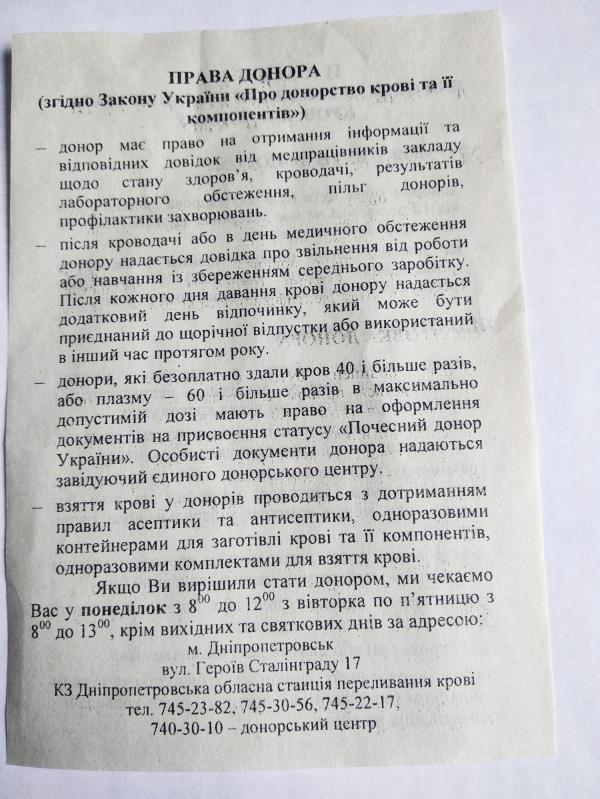 ПРАВА ДОНОРА
(згідно Закону України «Про донорство крові та її
компонентів»)
– донор має право на отримання інформації та
відповідних довідок від медпрацівників закладу
щодо стану здоров’я, кроводачі, результатів
лабораторного обстеження, пільг донорів,
профілактики захворювань.
– після кроводачі або в день медичного обстеження
донору надається довідка про звільнення від роботи
або навчання із збереженням середнього заробітку.
Після кожного дня давання крові донору надається
додатковий день відпочинку, який може бути
приєднаний до щорічної відпустки або використаний
в інший час протягом року.
– донори, які безоплатно здали кров 40 і більше разів,
або плазму – 60 і більше разів в максимально
допустимій дозі мають право на оформлення
документів на присвоєння статусу «Почесний донор
України». Особисті документи донора надаються
завідуючий єдиного донорського центру.
– взяття крові у донорів проводиться з дотриманням
правил асептики та антисептики, одноразовими
контейнерами для заготівлі крові та її компонентів,
одноразовими комплектами для взяття крові.
Якщо Ви вирішили стати донором, ми чекаємо
Вас у понеділок з 8⁰⁰ до 12⁰⁰ з вівторка по п’ятницю з
8⁰⁰ до 13⁰⁰, крім вихідних та святкових днів за адресою:
м. Дніпропетровськ
вул. Героїв Сталінграду 17
КЗ Дніпропетровська обласна станція переливання крові
тел. 745-23-82, 745-30-56, 745-22-17,
740-30-10 – донорський центр